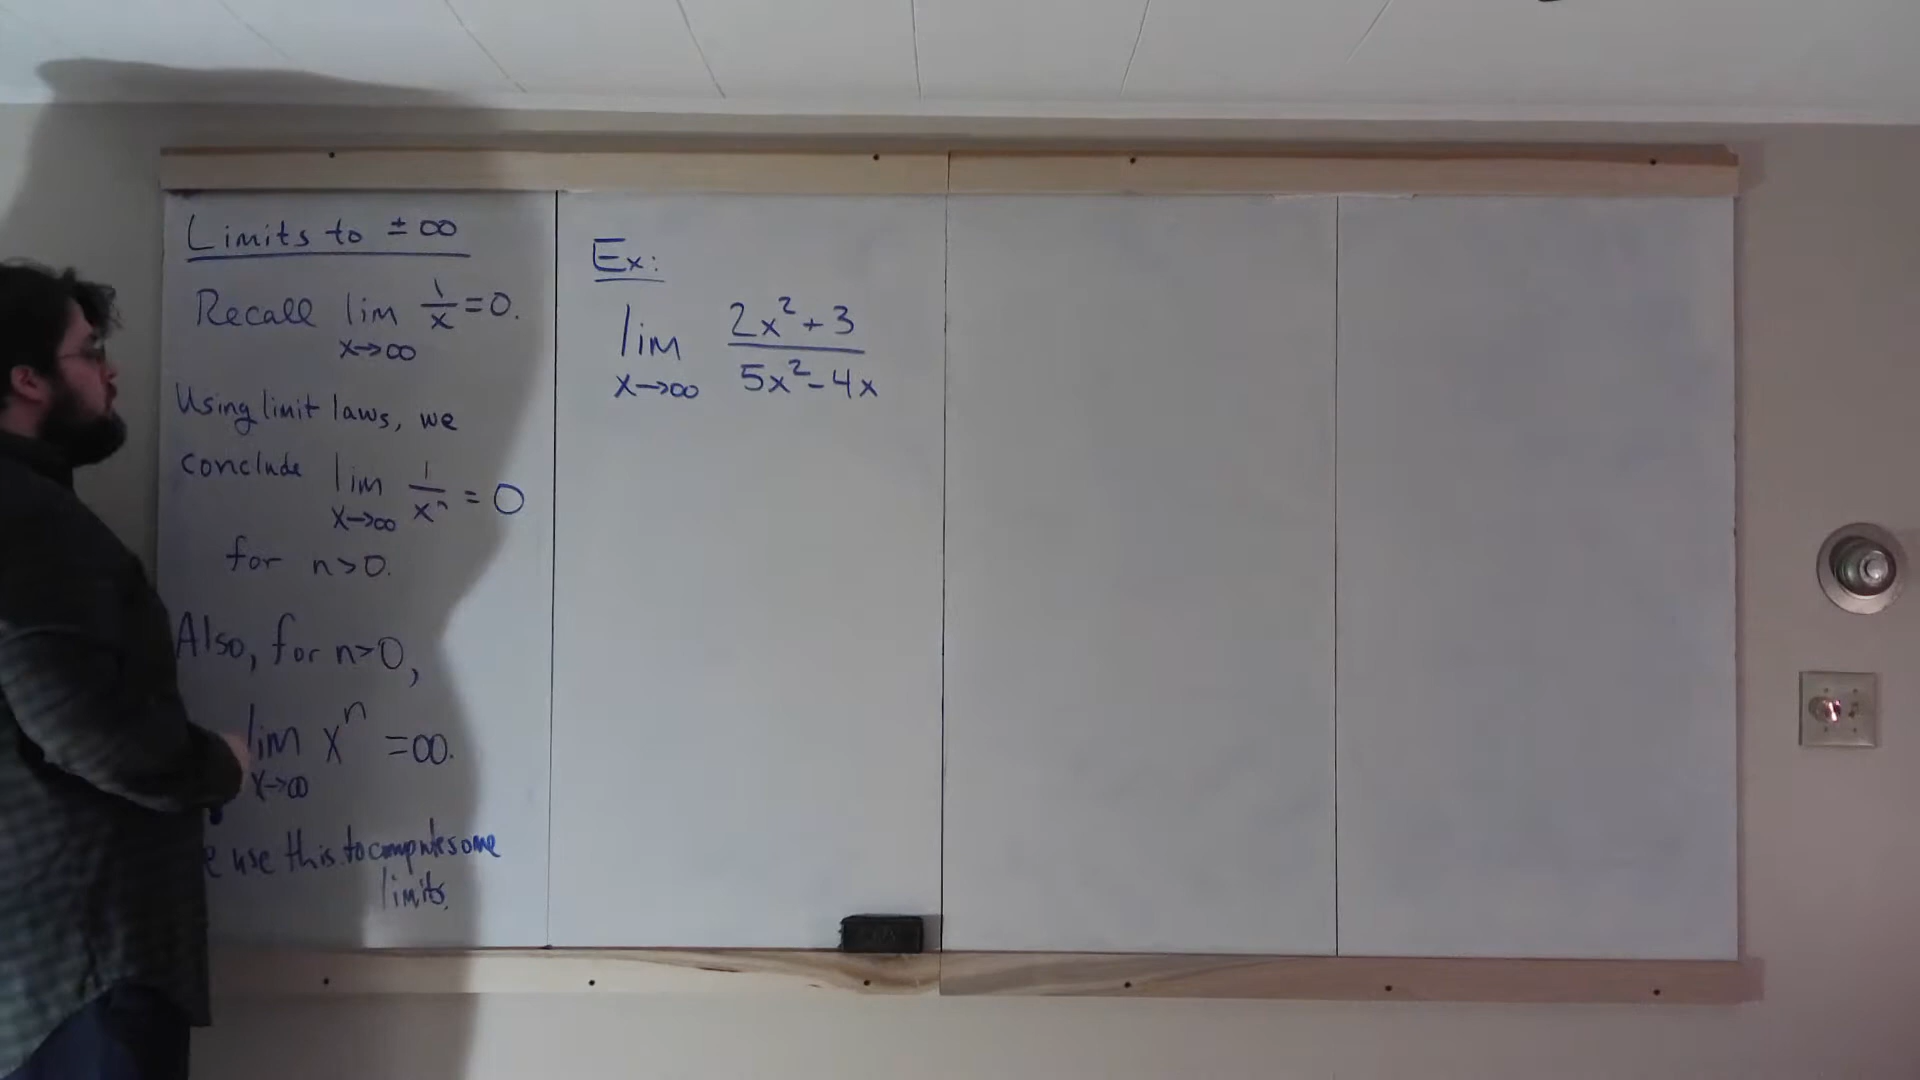 Limits to ±∞
Recall lim 1/x = 0.
x→∞
Using limit laws, we
conclude lim 1/xⁿ = 0
x→∞
for n>0.
Also, for n>0,
lim xⁿ = ∞.
x→∞
use this to compute some
limits.
Ex:
lim (2x²+3)/(5x²-4x)
x→∞